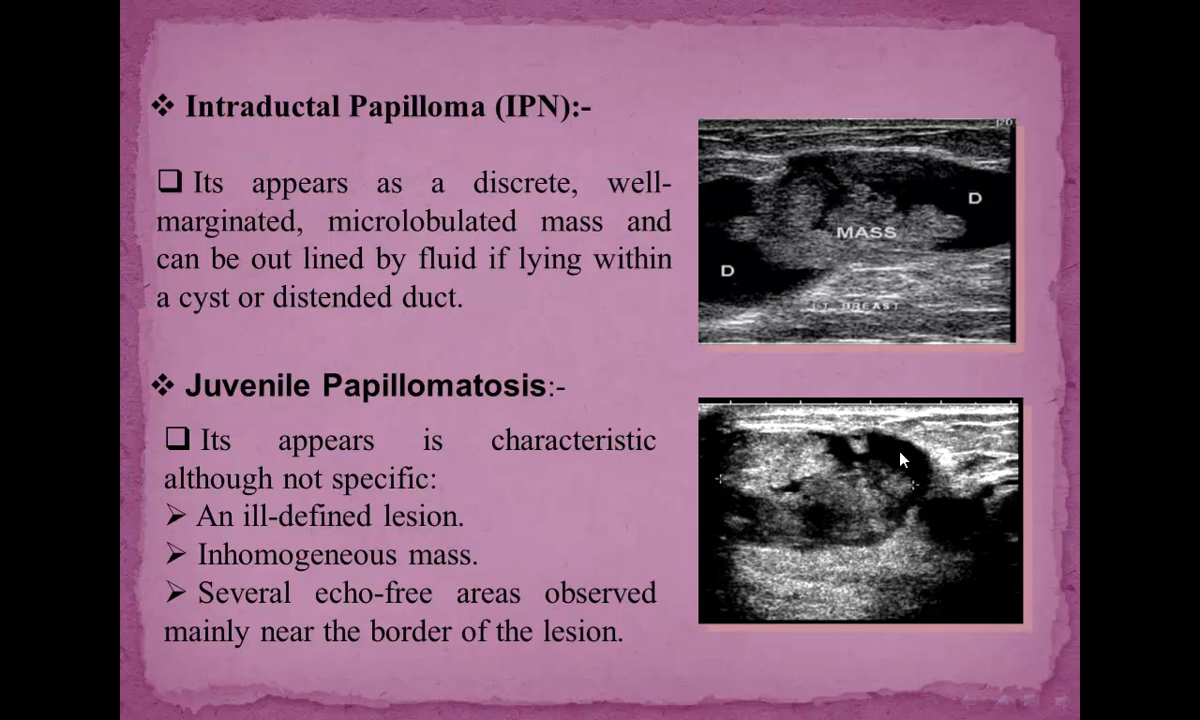 ❖ Intraductal Papilloma (IPN):-
❑ Its appears as a discrete, well-
marginated, microlobulated mass and
can be out lined by fluid if lying within
a cyst or distended duct.
D
MASS
D
LT BREAST
❖ Juvenile Papillomatosis:-
❑ Its appears is characteristic
although not specific:
➢ An ill-defined lesion.
➢ Inhomogeneous mass.
➢ Several echo-free areas observed
mainly near the border of the lesion.